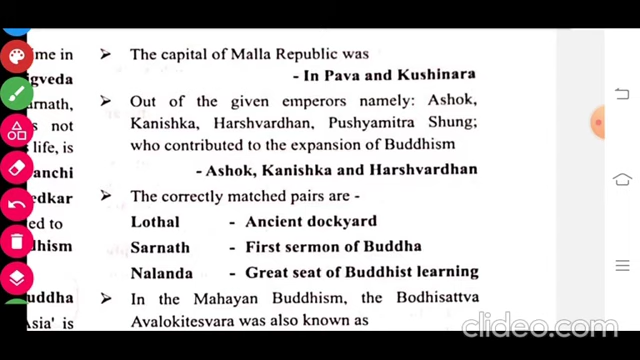 ime in
igveda
arnath,
s not
s life, is
anchi
edkar
ed to
ddhism
uddha
Asia' is
➢ The capital of Malla Republic was
- In Pava and Kushinara
➢ Out of the given emperors namely: Ashok,
Kanishka, Harshvardhan, Pushyamitra Shung;
who contributed to the expansion of Buddhism
- Ashok, Kanishka and Harshvardhan
➢ The correctly matched pairs are -
Lothal - Ancient dockyard
Sarnath - First sermon of Buddha
Nalanda - Great seat of Buddhist learning
➢ In the Mahayan Buddhism, the Bodhisattva
Avalokitesvara was also known as
clideo.com